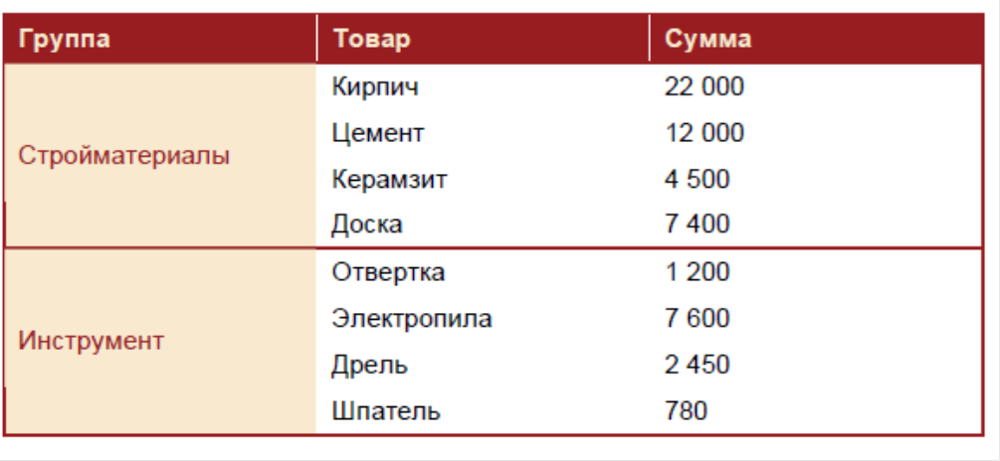 Группа Товар Сумма
Стройматериалы
Кирпич 22 000
Цемент 12 000
Керамзит 4 500
Доска 7 400
Инструмент
Отвертка 1 200
Электропила 7 600
Дрель 2 450
Шпатель 780